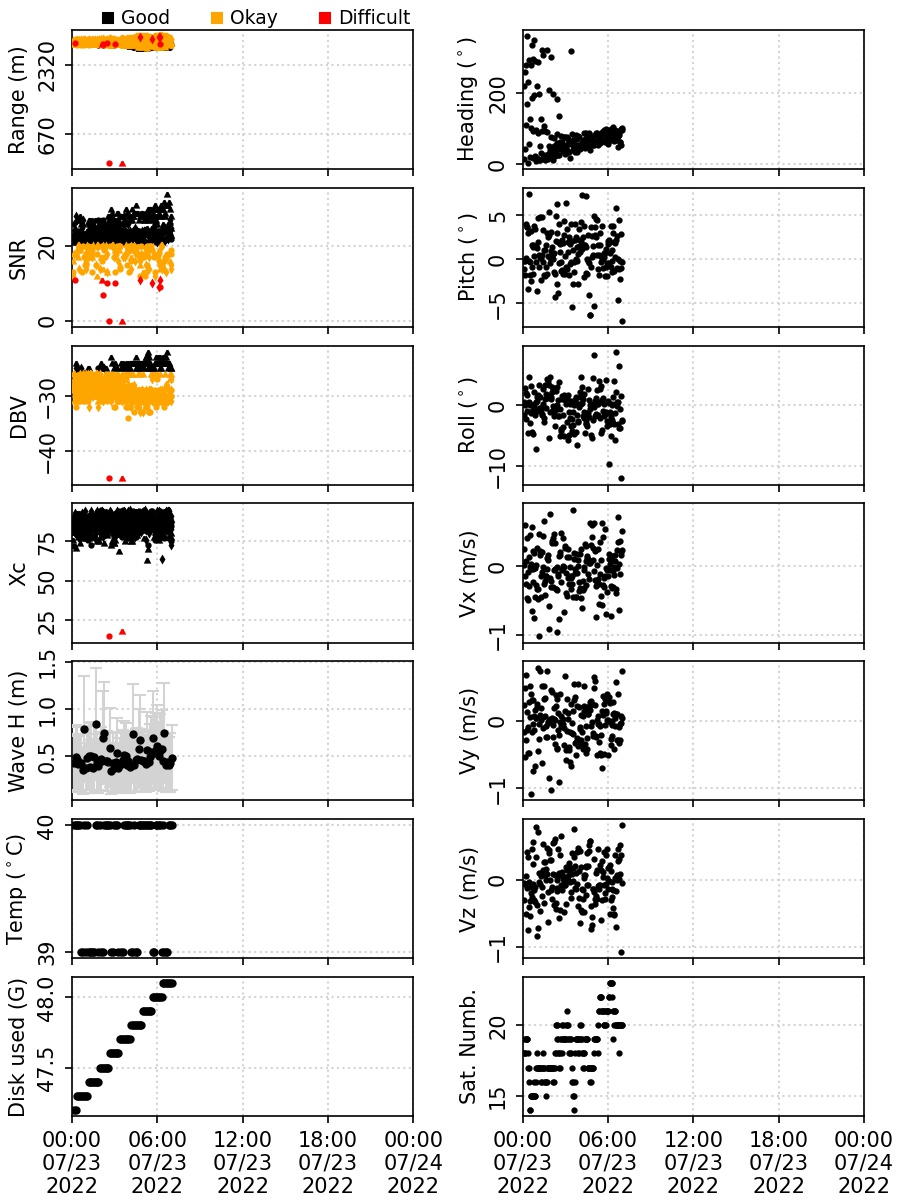 Good Okay Difficult
Range (m)
2320
670
Heading (°)
200
0
SNR
20
0
Pitch (°)
5
0
−5
DBV
−30
−40
Roll (°)
0
−10
Xc
75
50
25
Vx (m/s)
0
−1
Wave H (m)
1.5
1.0
0.5
Vy (m/s)
0
−1
Temp (°C)
40
39
Vz (m/s)
0
−1
Disk used (G)
48.0
47.5
Sat. Numb.
20
15
00:00 06:00 12:00 18:00 00:00
07/23 07/23 07/23 07/23 07/24
2022 2022 2022 2022 2022
00:00 06:00 12:00 18:00 00:00
07/23 07/23 07/23 07/23 07/24
2022 2022 2022 2022 2022